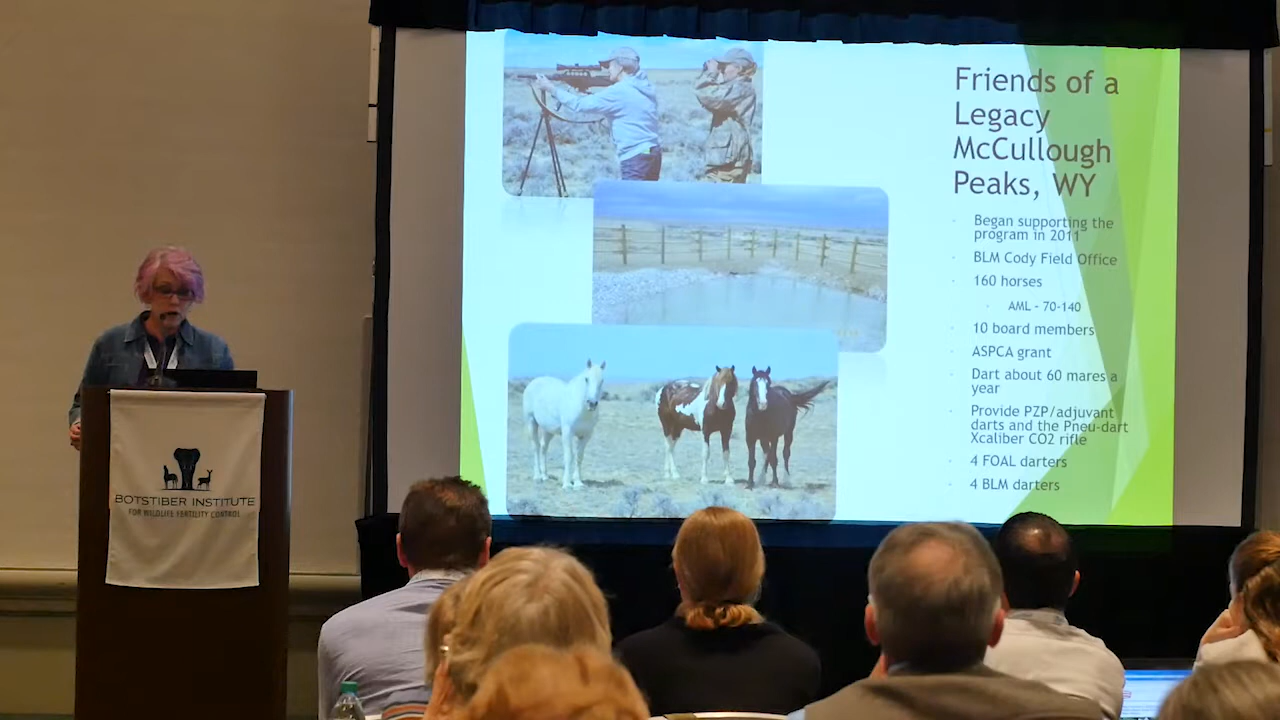 Friends of a
Legacy
McCullough
Peaks, WY
Began supporting the
program in 2011
BLM Cody Field Office
160 horses
AML - 70-140
10 board members
ASPCA grant
Dart about 60 mares a
year
Provide PZP/adjuvant
darts and the Pneu-dart
Xcaliber CO2 rifle
4 FOAL darters
4 BLM darters
BOTSTIBER INSTITUTE
FOR WILDLIFE FERTILITY CONTROL